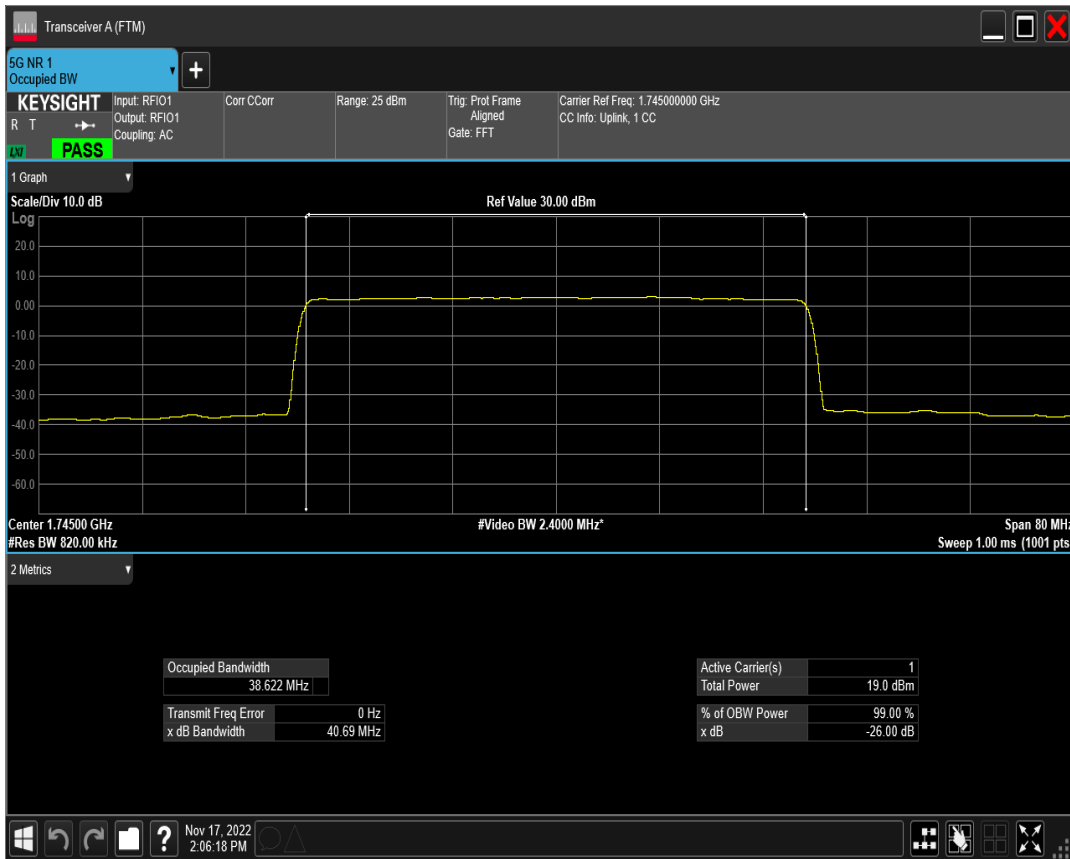 Transceiver A (FTM)
5G NR 1
Occupied BW
+
KEYSIGHT
R T
LXI
PASS
Input: RFIO1
Output: RFIO1
Coupling: AC
Corr CCorr
Range: 25 dBm
Trig: Prot Frame
Aligned
Gate: FFT
Carrier Ref Freq: 1.745000000 GHz
CC Info: Uplink, 1 CC
1 Graph
Scale/Div 10.0 dB
Ref Value 30.00 dBm
Log
20.0
10.0
0.00
-10.0
-20.0
-30.0
-40.0
-50.0
-60.0
Center 1.74500 GHz
#Video BW 2.4000 MHz*
Span 80 MHz
#Res BW 820.00 kHz
Sweep 1.00 ms (1001 pts
2 Metrics
Occupied Bandwidth
38.622 MHz
Transmit Freq Error 0 Hz
x dB Bandwidth 40.69 MHz
Active Carrier(s) 1
Total Power 19.0 dBm
% of OBW Power 99.00 %
x dB -26.00 dB
?
Nov 17, 2022
2:06:18 PM